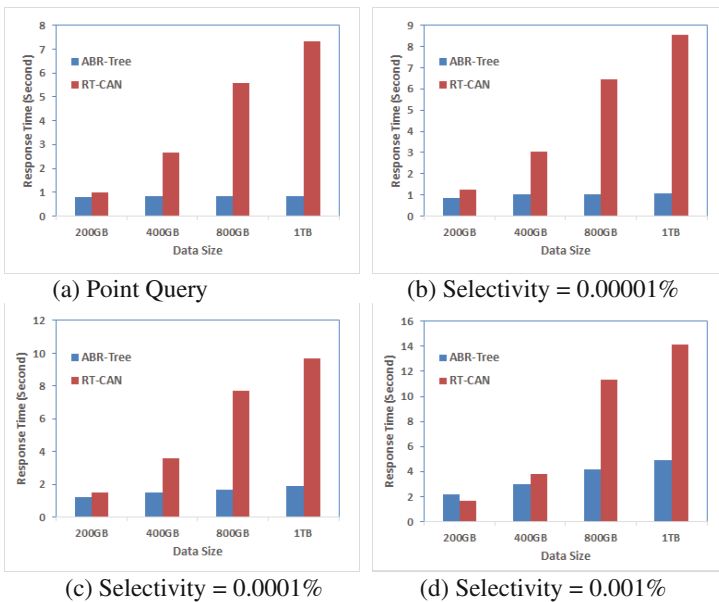 8
7
6
5
4
3
2
1
0
Response Time (Second)
ABR-Tree
RT-CAN
200GB 400GB 800GB 1TB
Data Size
(a) Point Query
9
8
7
6
5
4
3
2
1
0
Response Time (Second)
ABR-Tree
RT-CAN
200GB 400GB 800GB 1TB
Data Size
(b) Selectivity = 0.00001%
12
10
8
6
4
2
0
Response Time (Second)
ABR-Tree
RT-CAN
200GB 400GB 800GB 1TB
Data Size
(c) Selectivity = 0.0001%
16
14
12
10
8
6
4
2
0
Response Time (Second)
ABR-Tree
RT-CAN
200GB 400GB 800GB 1TB
Data Size
(d) Selectivity = 0.001%